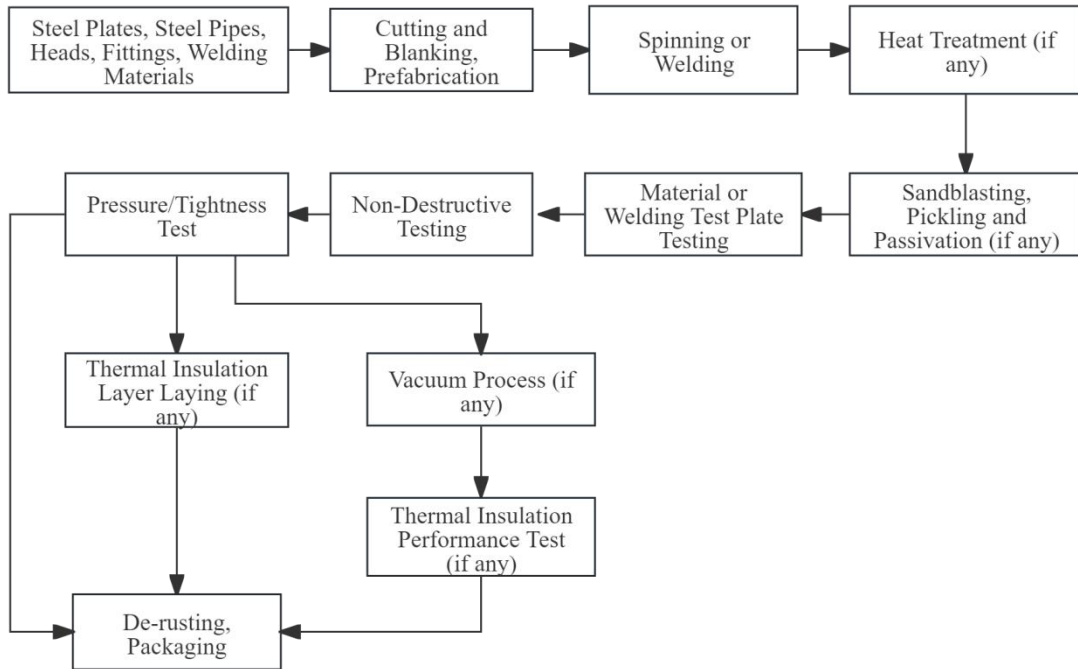 Steel Plates, Steel Pipes,
Heads, Fittings, Welding
Materials
Cutting and
Blanking,
Prefabrication
Spinning or
Welding
Heat Treatment (if
any)
Sandblasting,
Pickling and
Passivation (if any)
Material or
Welding Test Plate
Testing
Non-Destructive
Testing
Pressure/Tightness
Test
Thermal Insulation
Layer Laying (if
any)
Vacuum Process (if
any)
Thermal Insulation
Performance Test
(if any)
De-rusting,
Packaging